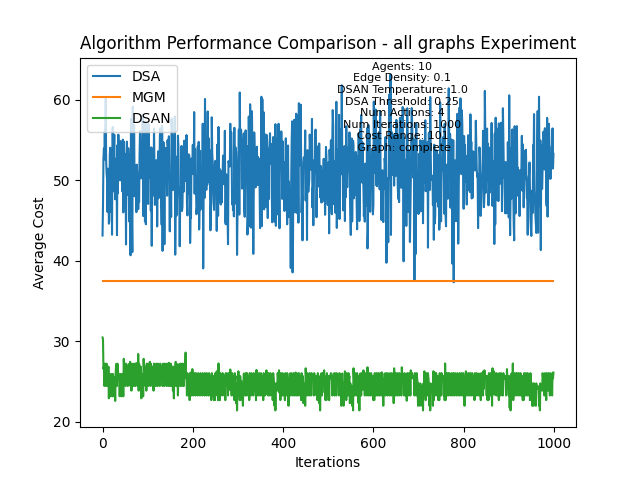 Algorithm Performance Comparison - all graphs Experiment
DSA
MGM
DSAN
Agents: 10
Edge Density: 0.1
DSAN Temperature: 1.0
DSA Threshold: 0.25
Num Actions: 4
Num Iterations: 1000
Cost Range: 101
Graph: complete
Average Cost
60
50
40
30
20
0
200
400
600
800
1000
Iterations